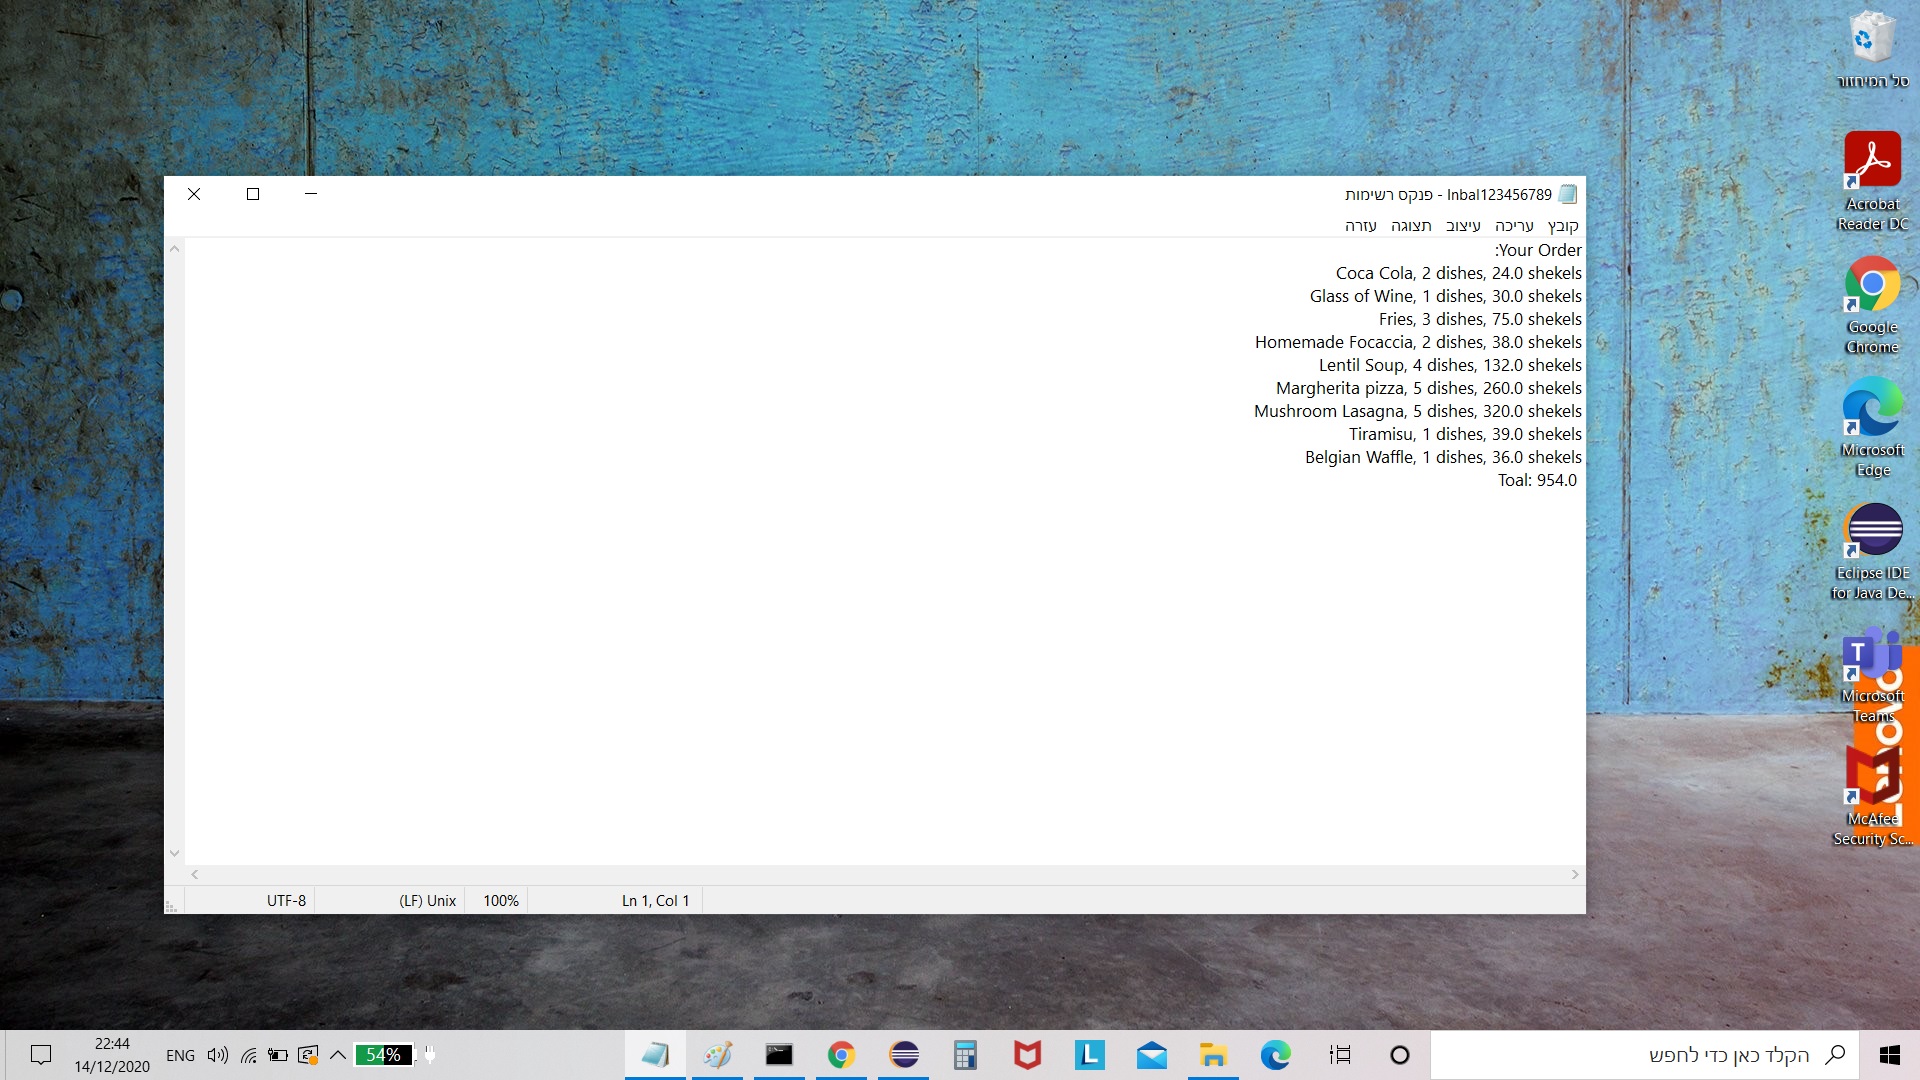 סל המיחזור
Acrobat
Reader DC
Google
Chrome
Microsoft
Edge
Eclipse IDE
for Java De...
Microsoft
Teams
McAfee
Security Sc...
Inbal123456789 - פנקס רשימות
קובץ עריכה עיצוב תצוגה עזרה
:Your Order
Coca Cola, 2 dishes, 24.0 shekels
Glass of Wine, 1 dishes, 30.0 shekels
Fries, 3 dishes, 75.0 shekels
Homemade Focaccia, 2 dishes, 38.0 shekels
Lentil Soup, 4 dishes, 132.0 shekels
Margherita pizza, 5 dishes, 260.0 shekels
Mushroom Lasagna, 5 dishes, 320.0 shekels
Tiramisu, 1 dishes, 39.0 shekels
Belgian Waffle, 1 dishes, 36.0 shekels
Toal: 954.0
UTF-8 (LF) Unix 100% Ln 1, Col 1
Lenovo
22:44
14/12/2020
ENG
54%
L
הקלד כאן כדי לחפש